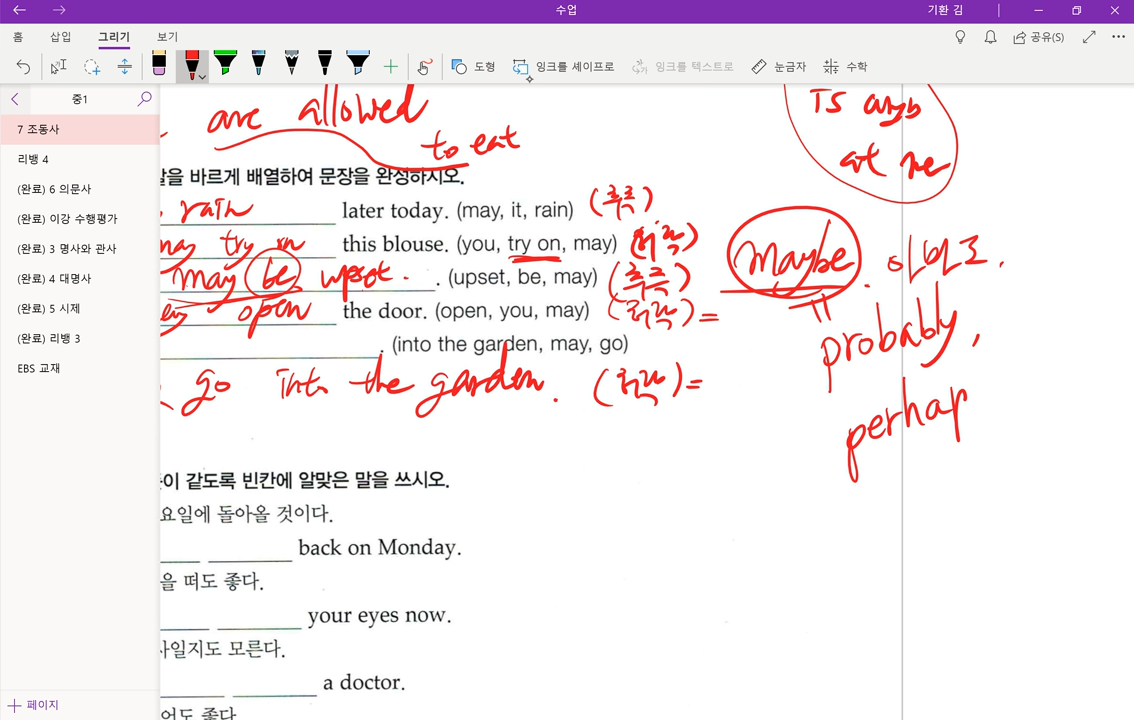 수업
기환 김
홈 삽입 그리기 보기
공유(S)
도형 잉크를 셰이프로 잉크를 텍스트로 눈금자 수학
중1
7 조동사
리뱅 4
(완료) 6 의문사
(완료) 이강 수행평가
(완료) 3 명사와 관사
(완료) 4 대명사
(완료) 5 시제
(완료) 리뱅 3
EBS 교재
페이지
are allowed
to eat
at
말을 바르게 배열하여 문장을 완성하시오.
rain later today. (may, it, rain) (추측)
may try on this blouse. (you, try on, may) (허락)
may be upset. (upset, be, may) (추측)
open the door. (open, you, may) (허락) =
(into the garden, may, go)
go into the garden. (허락) =
maybe
probably,
perhap
이 같도록 빈칸에 알맞은 말을 쓰시오.
요일에 돌아올 것이다.
back on Monday.
을 떠도 좋다.
your eyes now.
사일지도 모른다.
a doctor.
어도 좋다.